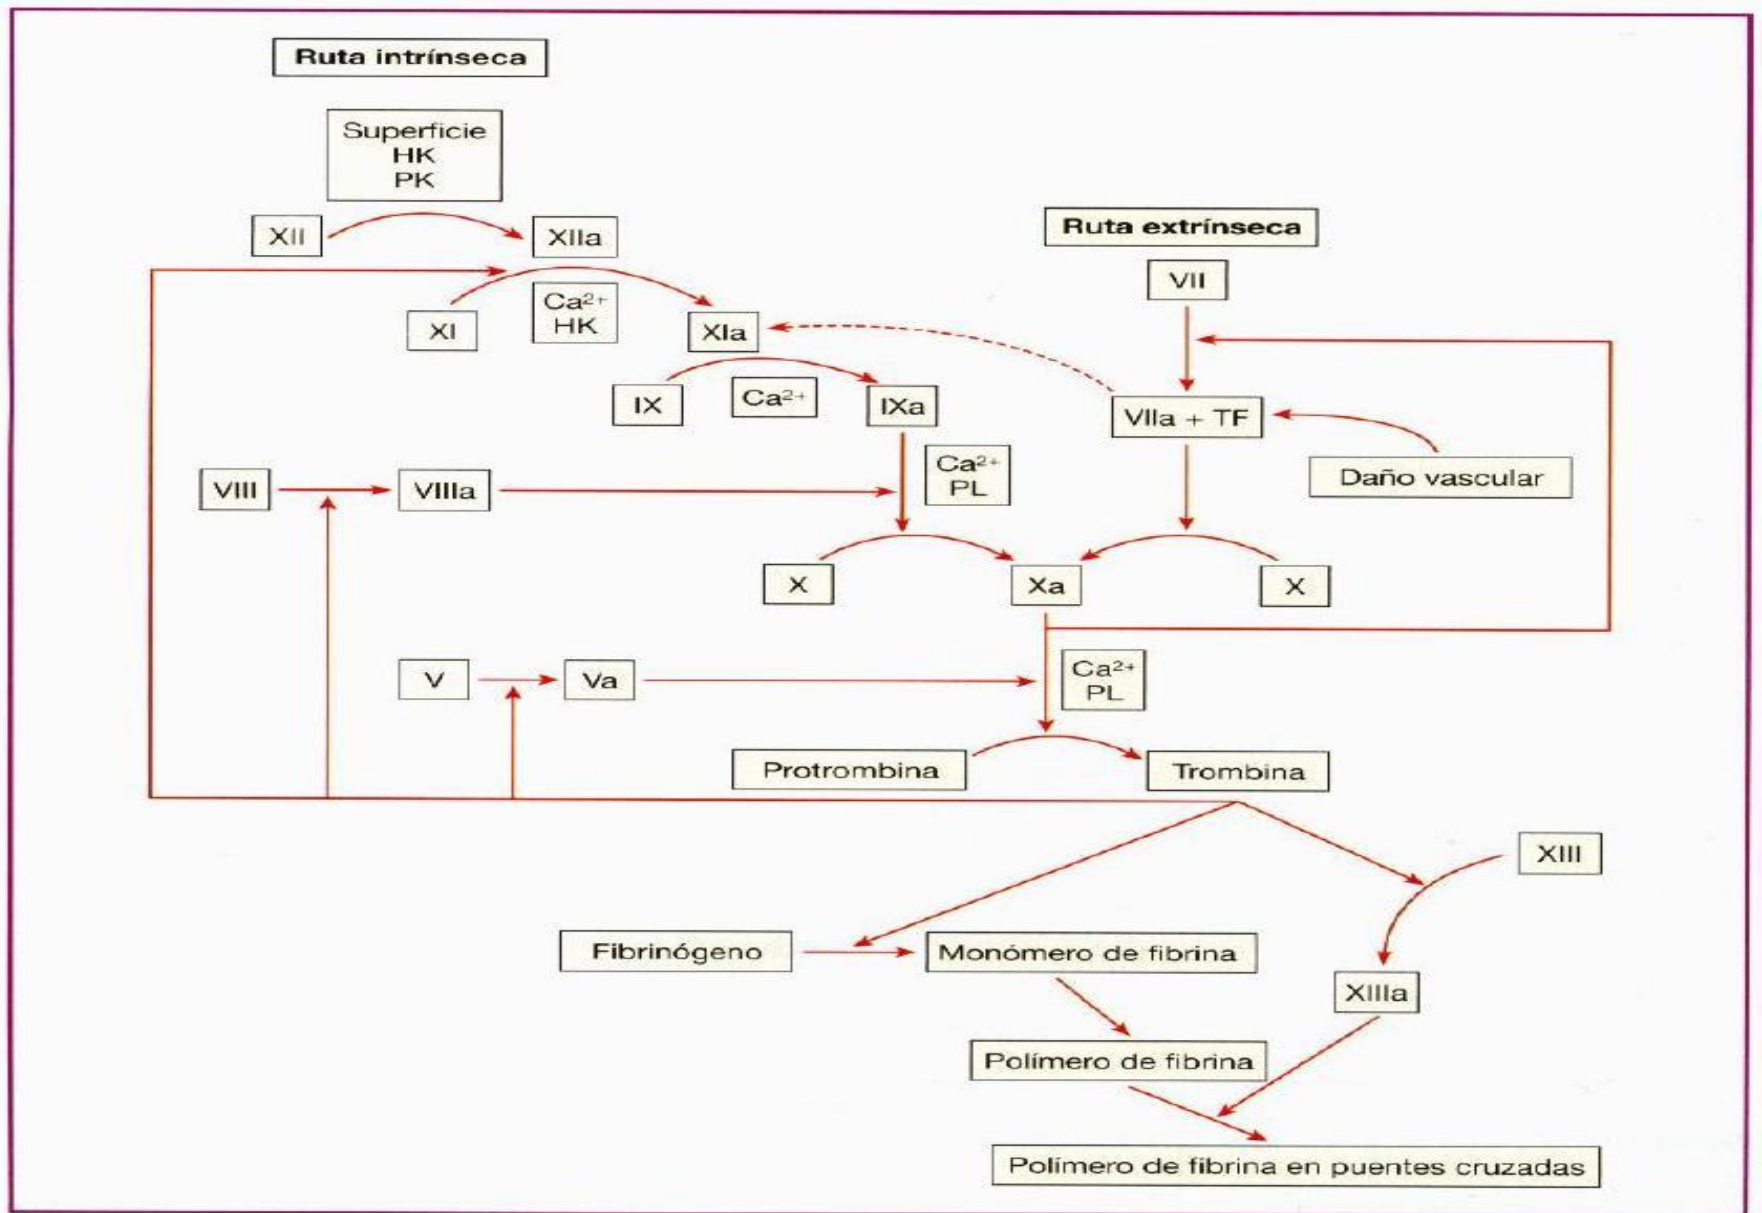 Ruta intrínseca
Superficie
HK
PK
XII
XIIa
Ruta extrínseca
VII
XI
Ca²⁺
HK
XIa
IX
Ca²⁺
IXa
VIIa + TF
Daño vascular
VIII
VIIIa
Ca²⁺
PL
X
Xa
X
V
Va
Ca²⁺
PL
Protrombina
Trombina
XIII
Fibrinógeno
Monómero de fibrina
XIIIa
Polímero de fibrina
Polímero de fibrina en puentes cruzadas